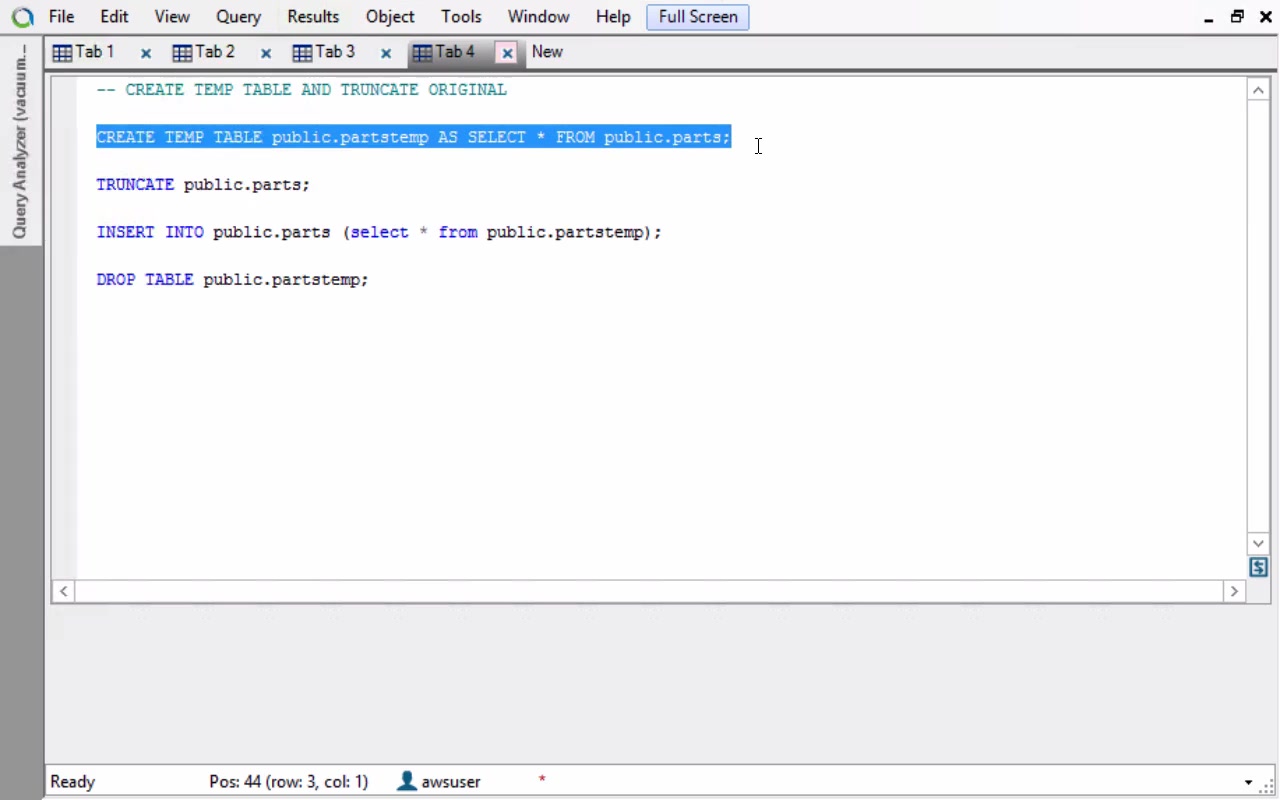 File Edit View Query Results Object Tools Window Help Full Screen
Tab 1 Tab 2 Tab 3 Tab 4 New
Query Analyzer (vacuum...
-- CREATE TEMP TABLE AND TRUNCATE ORIGINAL
CREATE TEMP TABLE public.partstemp AS SELECT * FROM public.parts;
TRUNCATE public.parts;
INSERT INTO public.parts (select * from public.partstemp);
DROP TABLE public.partstemp;
Ready Pos: 44 (row: 3, col: 1) awsuser *